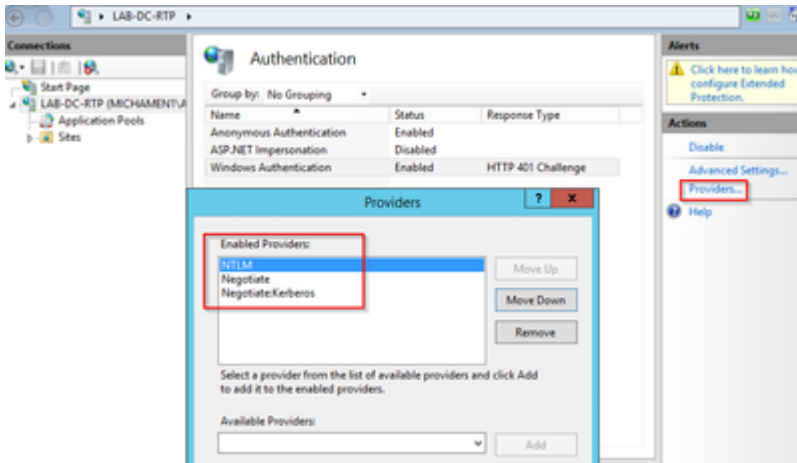 LAB-DC-RTP
Connections
Start Page
LAB-DC-RTP (MICHAMENT\A
Application Pools
Sites
Authentication
Group by: No Grouping
Name Status Response Type
Anonymous Authentication Enabled
ASP.NET Impersonation Disabled
Windows Authentication Enabled HTTP 401 Challenge
Providers
? x
Enabled Providers:
NTLM
Negotiate
Negotiate:Kerberos
Move Up
Move Down
Remove
Select a provider from the list of available providers and click Add
to add it to the enabled providers.
Available Providers:
Add
Alerts
Click here to learn how
configure Extended
Protection.
Actions
Disable
Advanced Settings...
Providers...
Help